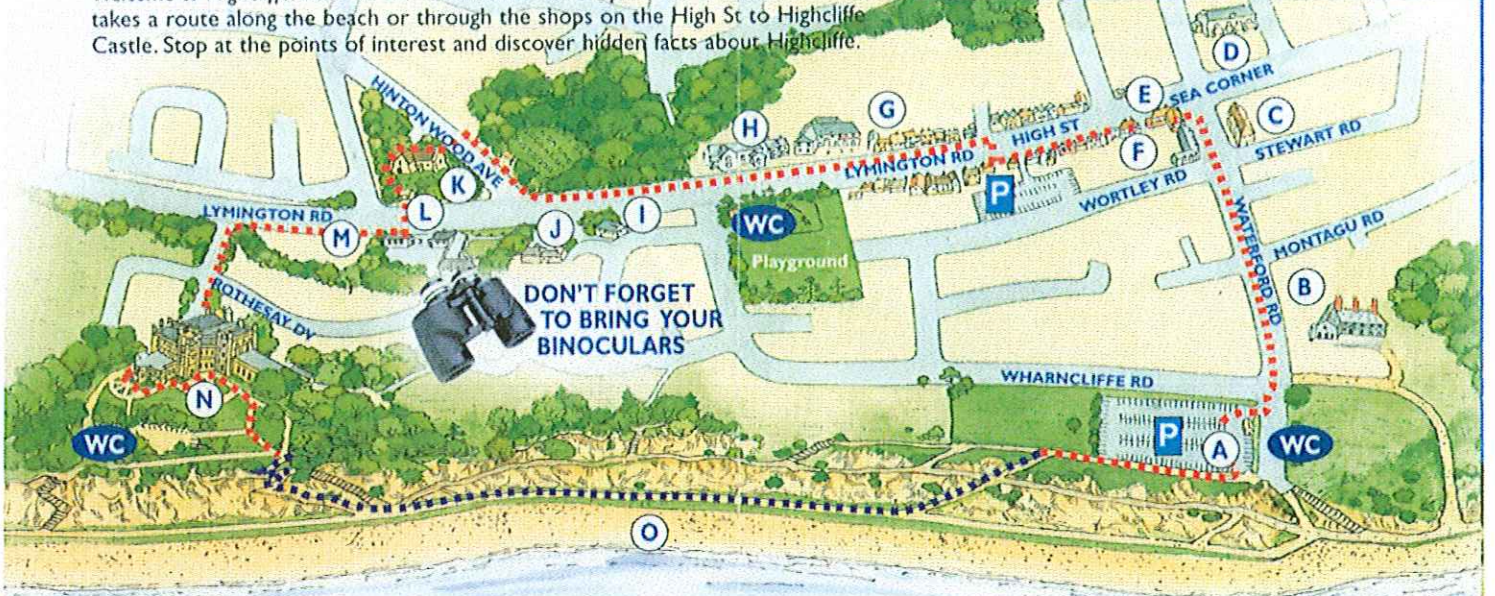 takes a route along the beach or through the shops on the High St to Highcliffe
Castle. Stop at the points of interest and discover hidden facts about Highcliffe.
D
SEA CORNER
E
C
STEWART RD
HINTON WOOD AVE
G
H
HIGH ST
F
LYMINGTON RD
P
WORTLEY RD
K
L
LYMINGTON RD
M
J
I
WC
Playground
WATERFORD RD
MONTAGU RD
B
ROTHESAY DV
DON'T FORGET
TO BRING YOUR
BINOCULARS
WHARNCLIFFE RD
N
WC
P
A
WC
O